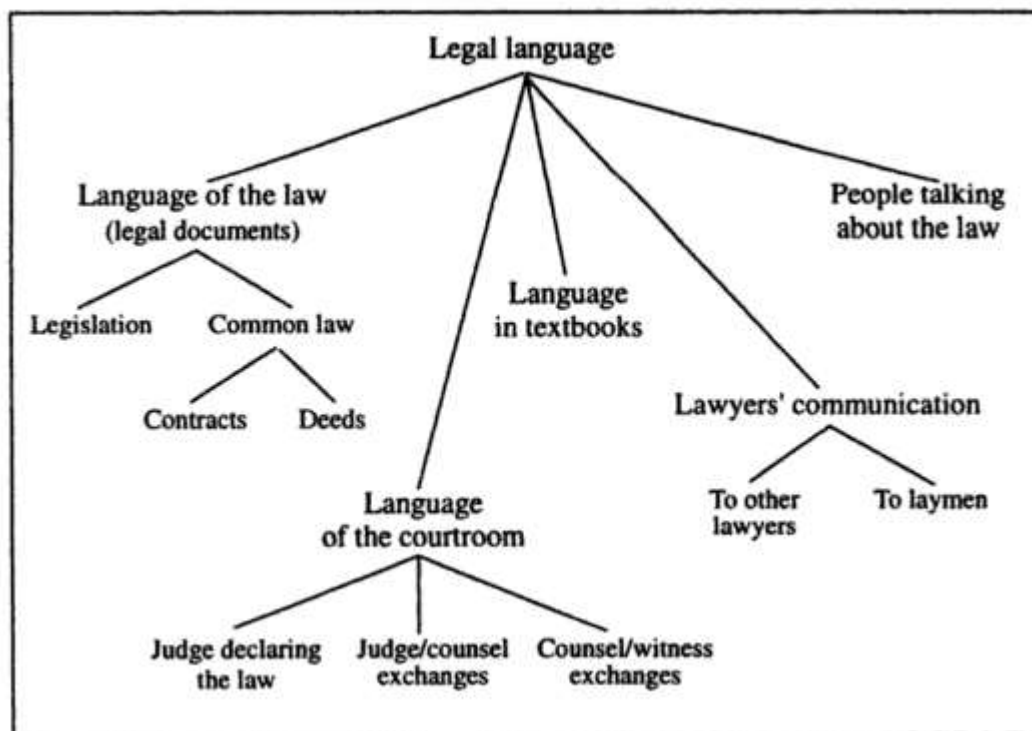 Legal language
Language of the law
(legal documents)
People talking
about the law
Language
in textbooks
Legislation
Common law
Contracts
Deeds
Lawyers' communication
To other
lawyers
To laymen
Language
of the courtroom
Judge declaring
the law
Judge/counsel
exchanges
Counsel/witness
exchanges